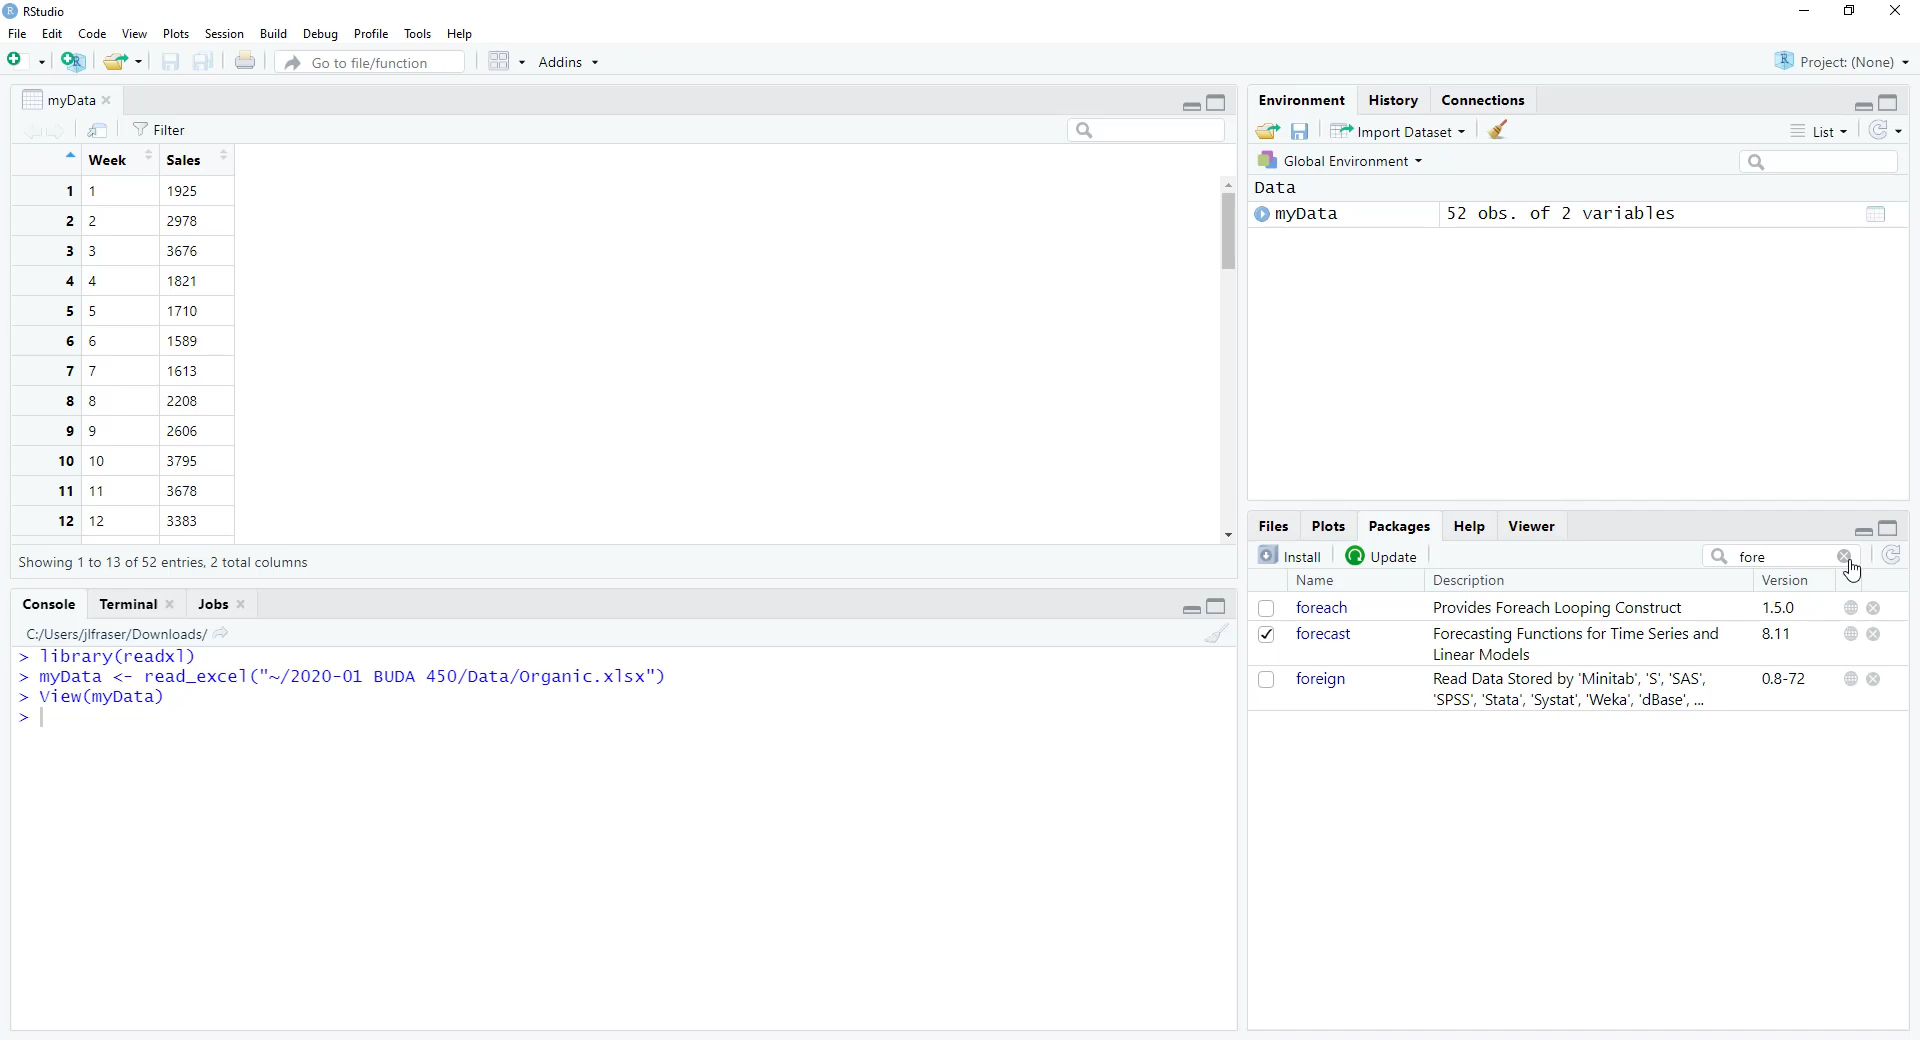 RStudio
File Edit Code View Plots Session Build Debug Profile Tools Help
Go to file/function Addins Project: (None)
myData
Filter
Week Sales
1 1 1925
2 2 2978
3 3 3676
4 4 1821
5 5 1710
6 6 1589
7 7 1613
8 8 2208
9 9 2606
10 10 3795
11 11 3678
12 12 3383
Showing 1 to 13 of 52 entries, 2 total columns
Console Terminal Jobs
C:/Users/jlfraser/Downloads/
> library(readxl)
> myData <- read_excel("~/2020-01 BUDA 450/Data/Organic.xlsx")
> View(myData)
>
Environment History Connections
Import Dataset List
Global Environment
Data
myData 52 obs. of 2 variables
Files Plots Packages Help Viewer
Install Update fore
Name Description Version
foreach Provides Foreach Looping Construct 1.5.0
forecast Forecasting Functions for Time Series and 8.11
Linear Models
foreign Read Data Stored by 'Minitab', 'S', 'SAS', 0.8-72
'SPSS', 'Stata', 'Systat', 'Weka', 'dBase', ...